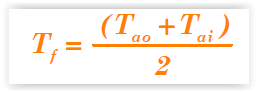 T_f = (T_ao + T_ai) / 2